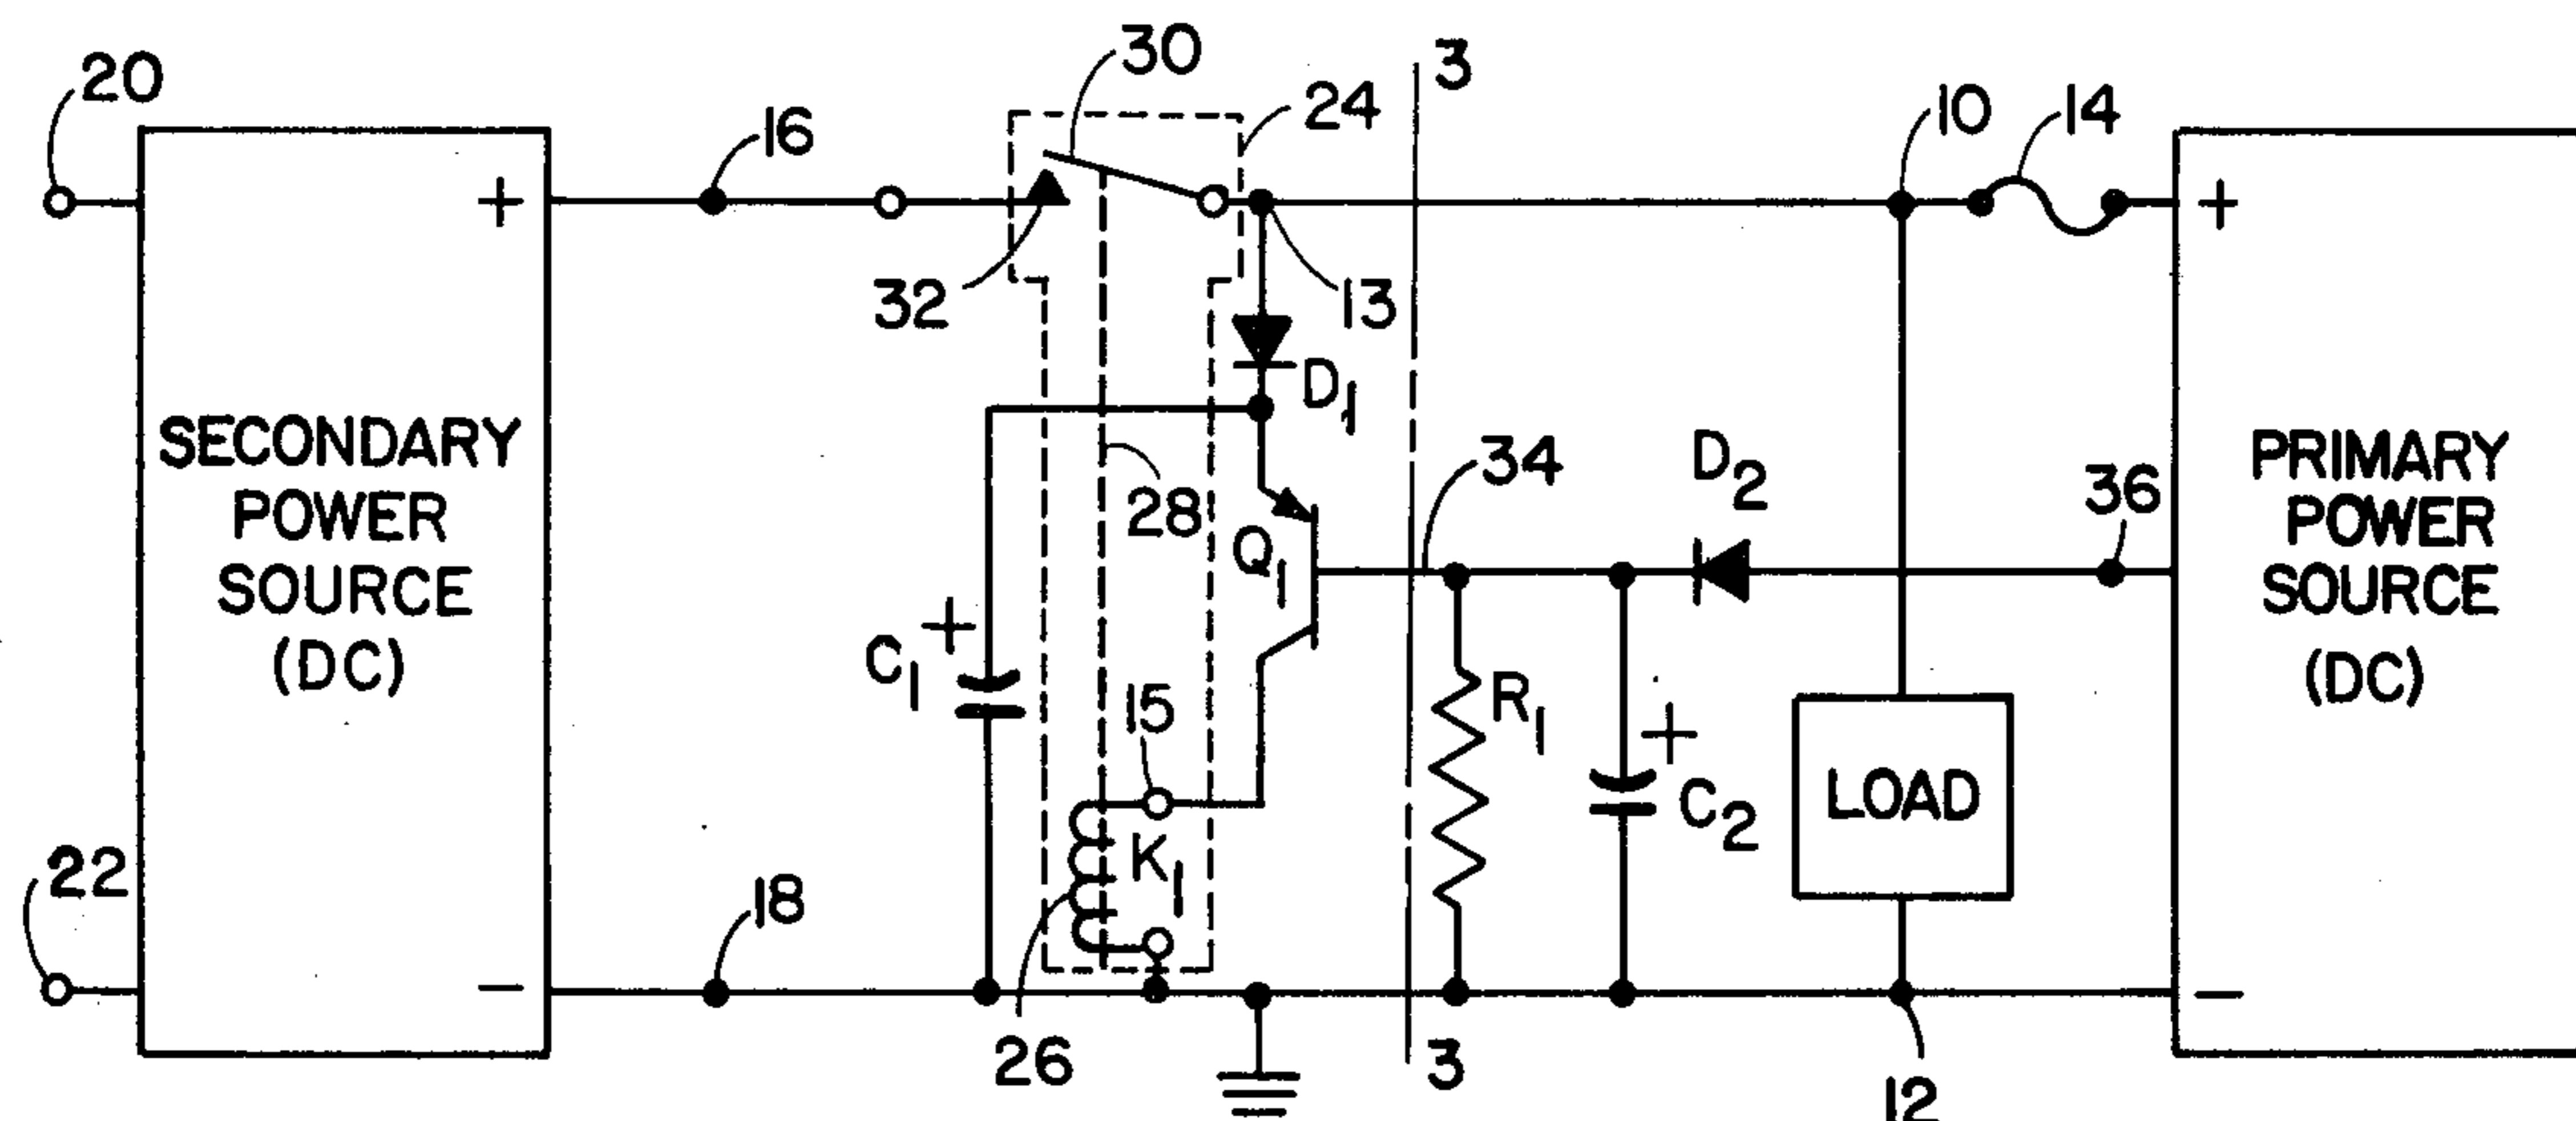 20
16
30
24
3
10
14
+
+
32
13
D1
SECONDARY
POWER
SOURCE
(DC)
28
Q1
34
D2
36
PRIMARY
POWER
SOURCE
(DC)
+
C1
15
K1
R1
+
C2
LOAD
22
18
−
−
26
3
12